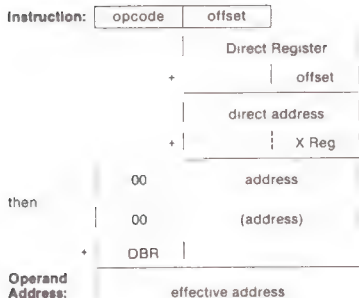 Instruction: opcode offset
Direct Register
+ offset
direct address
+ X Reg
00 address
then
00 (address)
+ DBR
Operand
Address: effective address